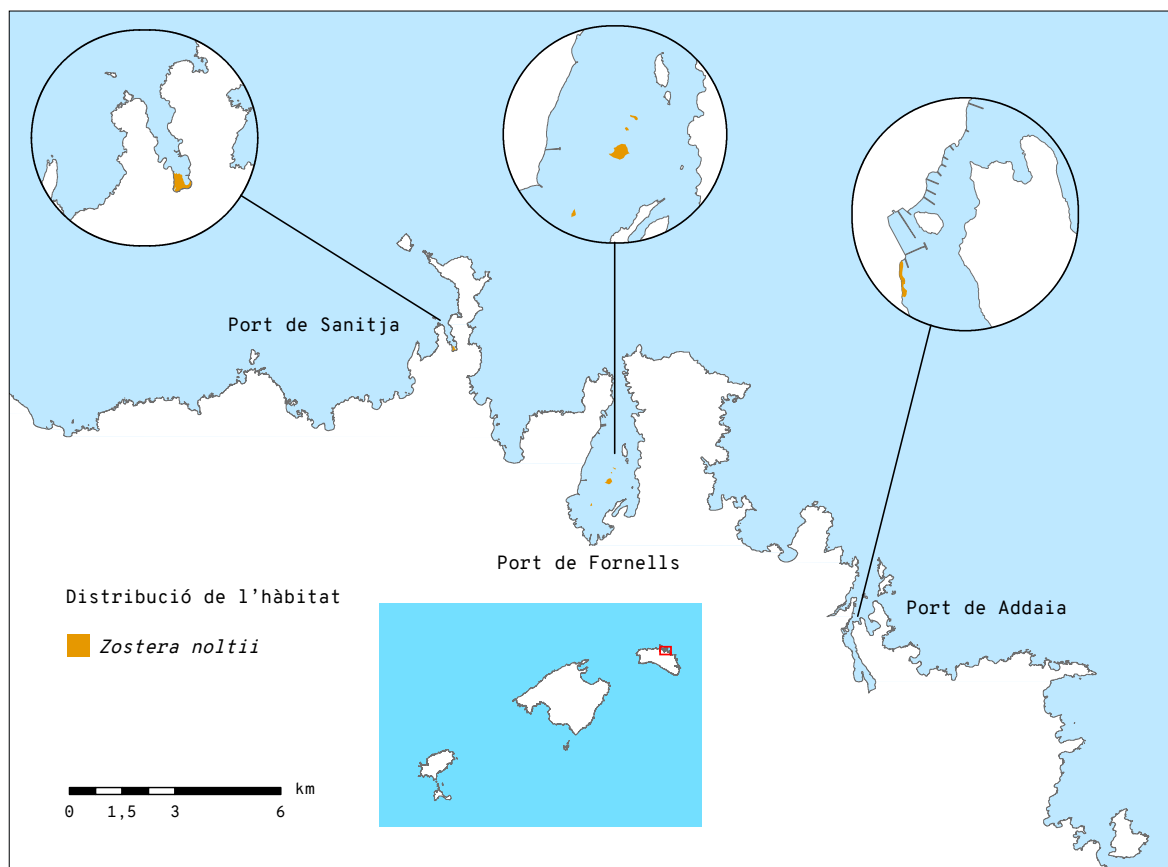 Port de Sanitja
Port de Fornells
Port de Addaia
Distribució de l'hàbitat
Zostera noltii
km
0 1,5 3 6